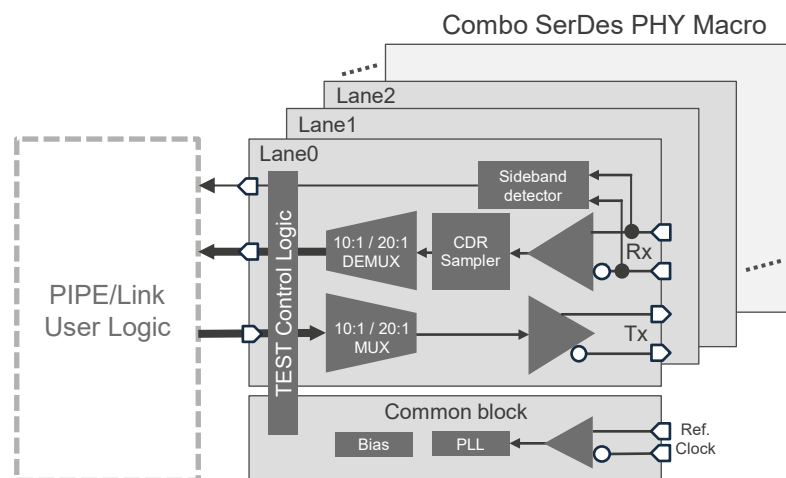 Combo SerDes PHY Macro
Lane2
Lane1
Lane0
Sideband
detector
TEST Control Logic
10:1 / 20:1
DEMUX
CDR
Sampler
Rx
PIPE/Link
User Logic
10:1 / 20:1
MUX
Tx
Common block
Bias
PLL
Ref.
Clock